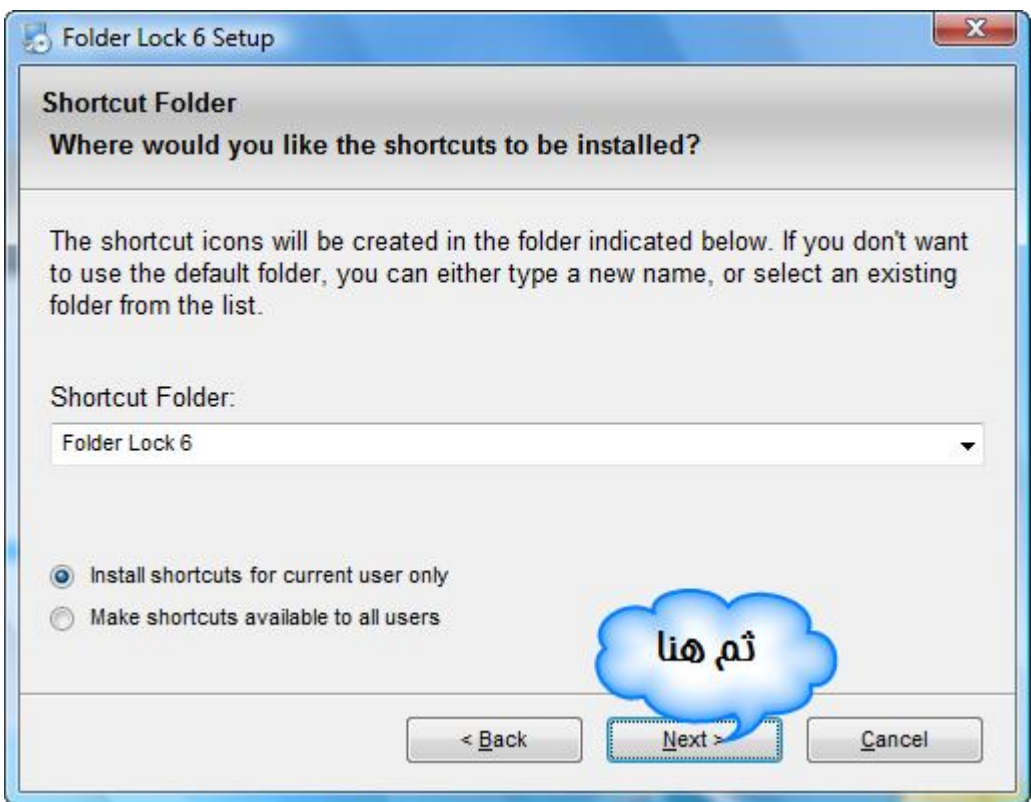 Folder Lock 6 Setup
Shortcut Folder
Where would you like the shortcuts to be installed?
The shortcut icons will be created in the folder indicated below. If you don't want
to use the default folder, you can either type a new name, or select an existing
folder from the list.
Shortcut Folder:
Folder Lock 6
Install shortcuts for current user only
Make shortcuts available to all users
ثم هنا
< Back
Next >
Cancel